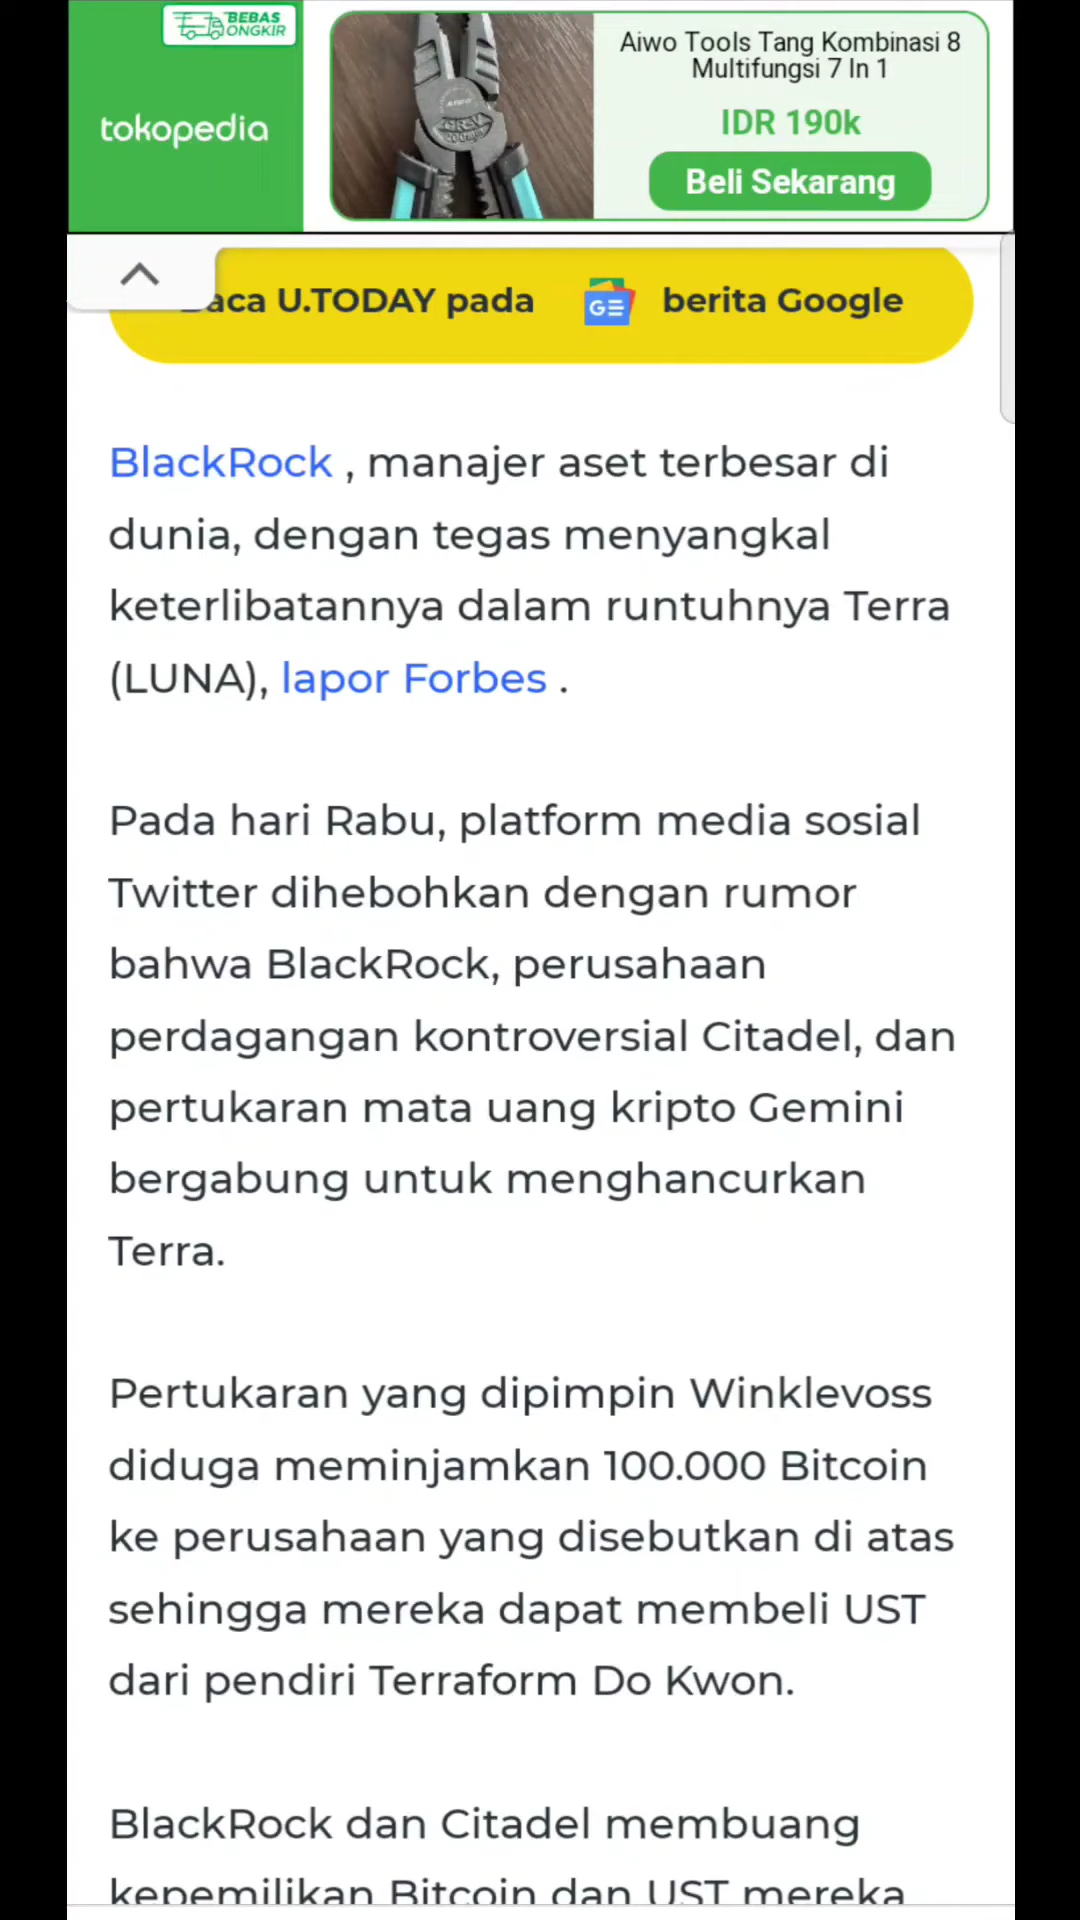 BEBAS
ONGKIR
tokopedia
Aiwo Tools Tang Kombinasi 8
Multifungsi 7 In 1
IDR 190k
Beli Sekarang
aca U.TODAY pada GE berita Google
BlackRock , manajer aset terbesar di
dunia, dengan tegas menyangkal
keterlibatannya dalam runtuhnya Terra
(LUNA), lapor Forbes .
Pada hari Rabu, platform media sosial
Twitter dihebohkan dengan rumor
bahwa BlackRock, perusahaan
perdagangan kontroversial Citadel, dan
pertukaran mata uang kripto Gemini
bergabung untuk menghancurkan
Terra.
Pertukaran yang dipimpin Winklevoss
diduga meminjamkan 100.000 Bitcoin
ke perusahaan yang disebutkan di atas
sehingga mereka dapat membeli UST
dari pendiri Terraform Do Kwon.
BlackRock dan Citadel membuang
kepemilikan Bitcoin dan UST mereka